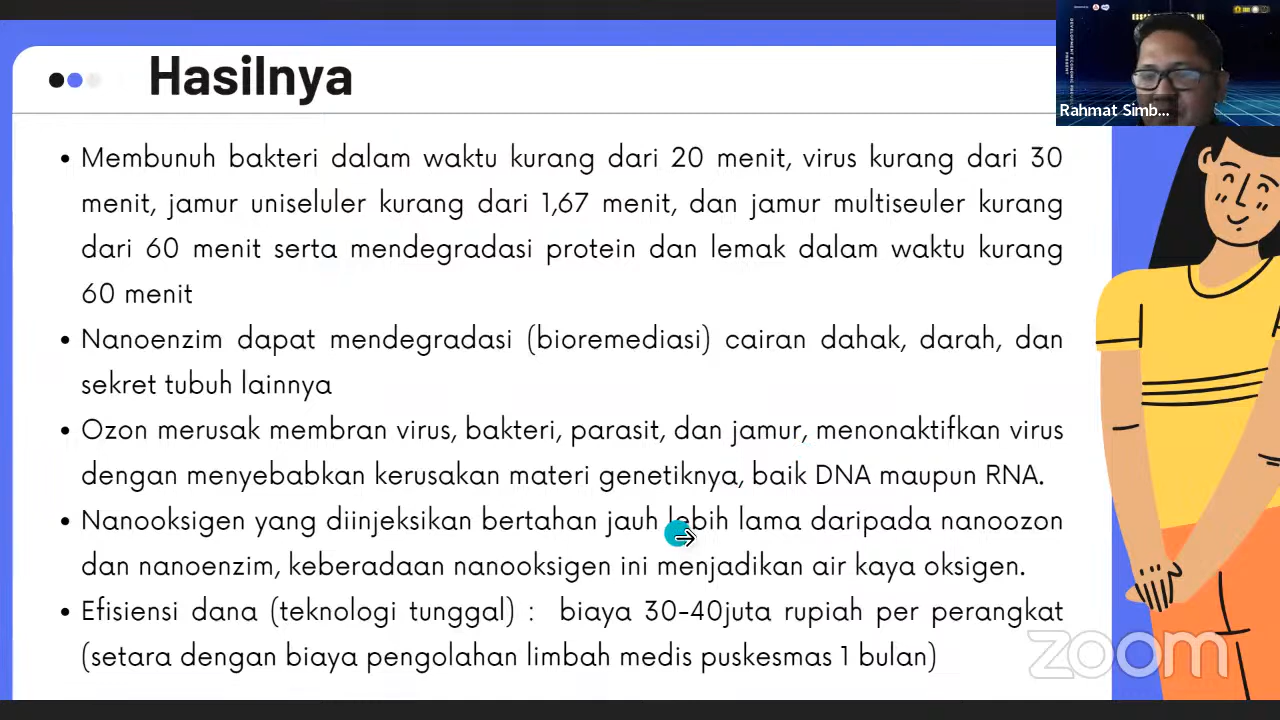 Hasilnya
Rahmat Simb...
DEVELOPMENT ECONOMIC
PRESENT
• Membunuh bakteri dalam waktu kurang dari 20 menit, virus kurang dari 30
menit, jamur uniseluler kurang dari 1,67 menit, dan jamur multiseuler kurang
dari 60 menit serta mendegradasi protein dan lemak dalam waktu kurang
60 menit
• Nanoenzim dapat mendegradasi (bioremediasi) cairan dahak, darah, dan
sekret tubuh lainnya
• Ozon merusak membran virus, bakteri, parasit, dan jamur, menonaktifkan virus
dengan menyebabkan kerusakan materi genetiknya, baik DNA maupun RNA.
• Nanooksigen yang diinjeksikan bertahan jauh lebih lama daripada nanoozon
dan nanoenzim, keberadaan nanooksigen ini menjadikan air kaya oksigen.
• Efisiensi dana (teknologi tunggal) : biaya 30-40juta rupiah per perangkat
(setara dengan biaya pengolahan limbah medis puskesmas 1 bulan)
zoom